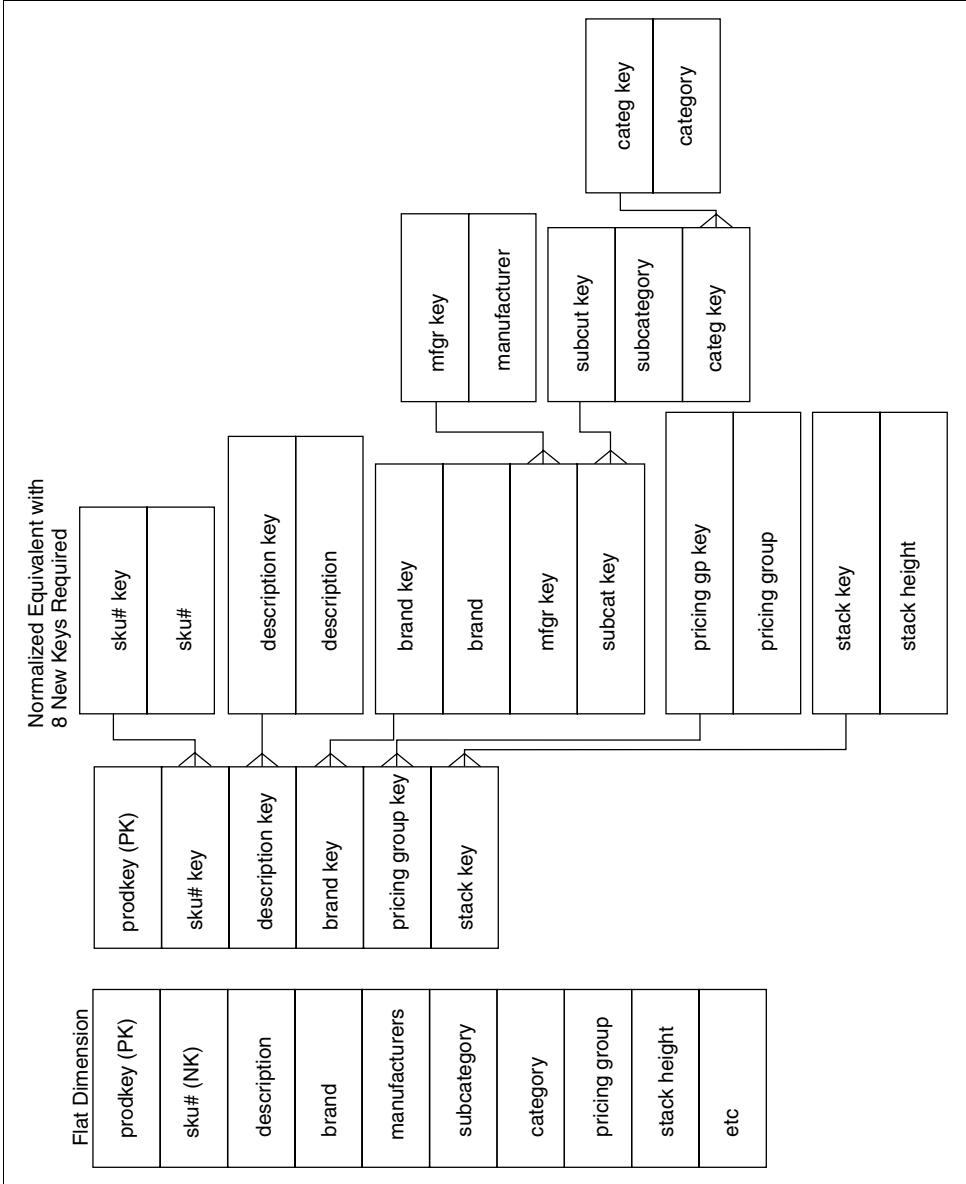 Flat Dimension
prodkey (PK)
sku# (NK)
description
brand
manufacturers
subcategory
category
pricing group
stack height
etc
Normalized Equivalent with
8 New Keys Required
prodkey (PK)
sku# key
description key
brand key
pricing group key
stack key
sku# key
sku#
description key
description
brand key
brand
mfgr key
subcat key
pricing gp key
pricing group
stack key
stack height
mfgr key
manufacturer
subcut key
subcategory
categ key
categ key
category